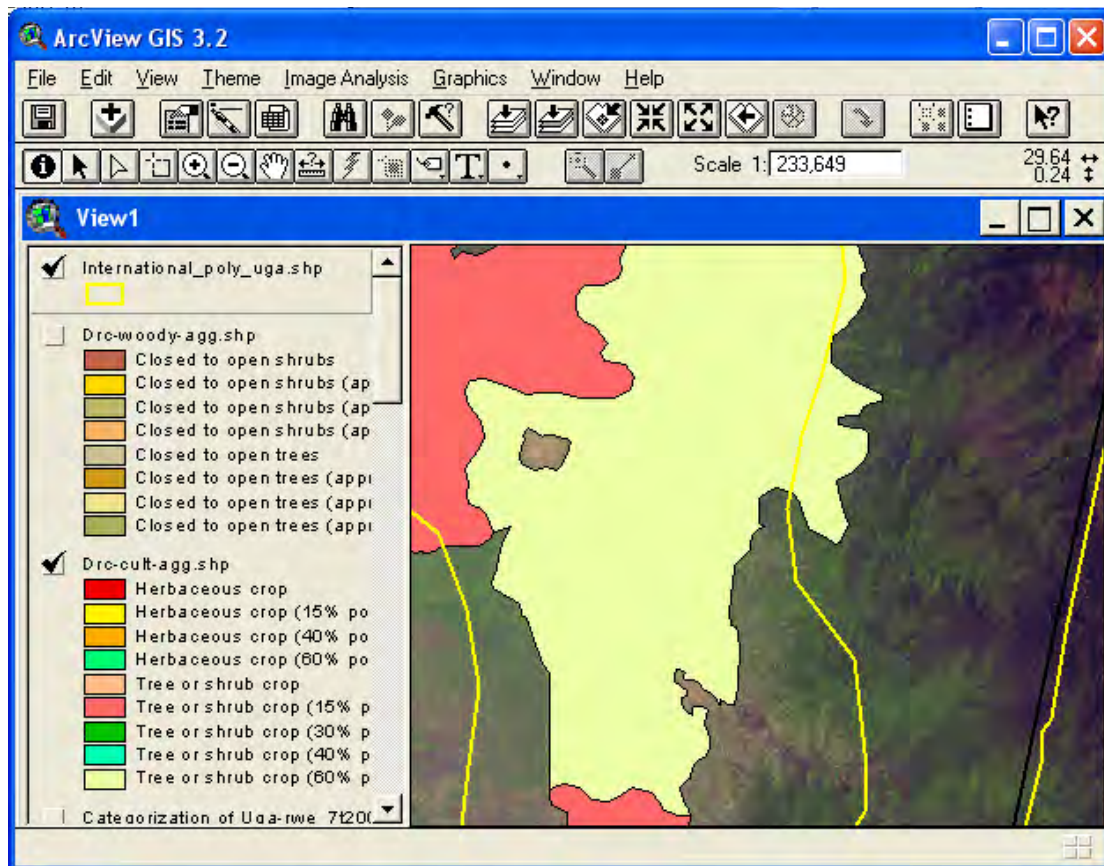 ArcView GIS 3.2
File Edit View Theme Image Analysis Graphics Window Help
Scale 1: 233,649
29.64
0.24
View1
International_poly_uga.shp
Drc-woody-agg.shp
Closed to open shrubs
Closed to open shrubs (ap
Closed to open shrubs (ap
Closed to open shrubs (ap
Closed to open trees
Closed to open trees (appr
Closed to open trees (appr
Closed to open trees (appr
Drc-cult-agg.shp
Herbaceous crop
Herbaceous crop (15% po
Herbaceous crop (40% po
Herbaceous crop (60% po
Tree or shrub crop
Tree or shrub crop (15% p
Tree or shrub crop (30% p
Tree or shrub crop (40% p
Tree or shrub crop (60% p
Categorization of Uga-rwe